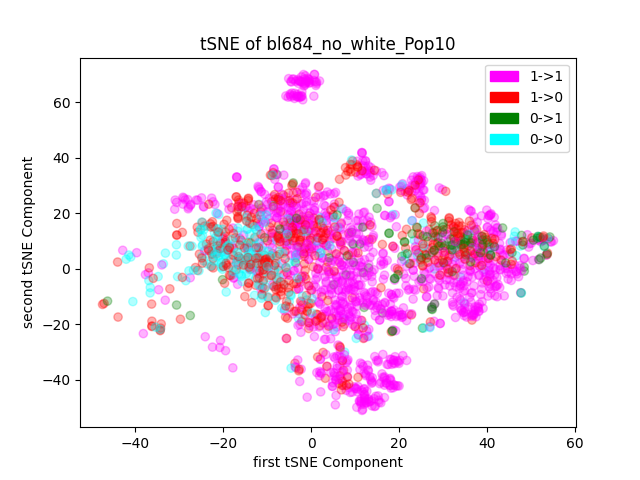 tSNE of bl684_no_white_Pop10
1->1
1->0
0->1
0->0
60
40
20
0
−20
−40
second tSNE Component
−40 −20 0 20 40 60
first tSNE Component